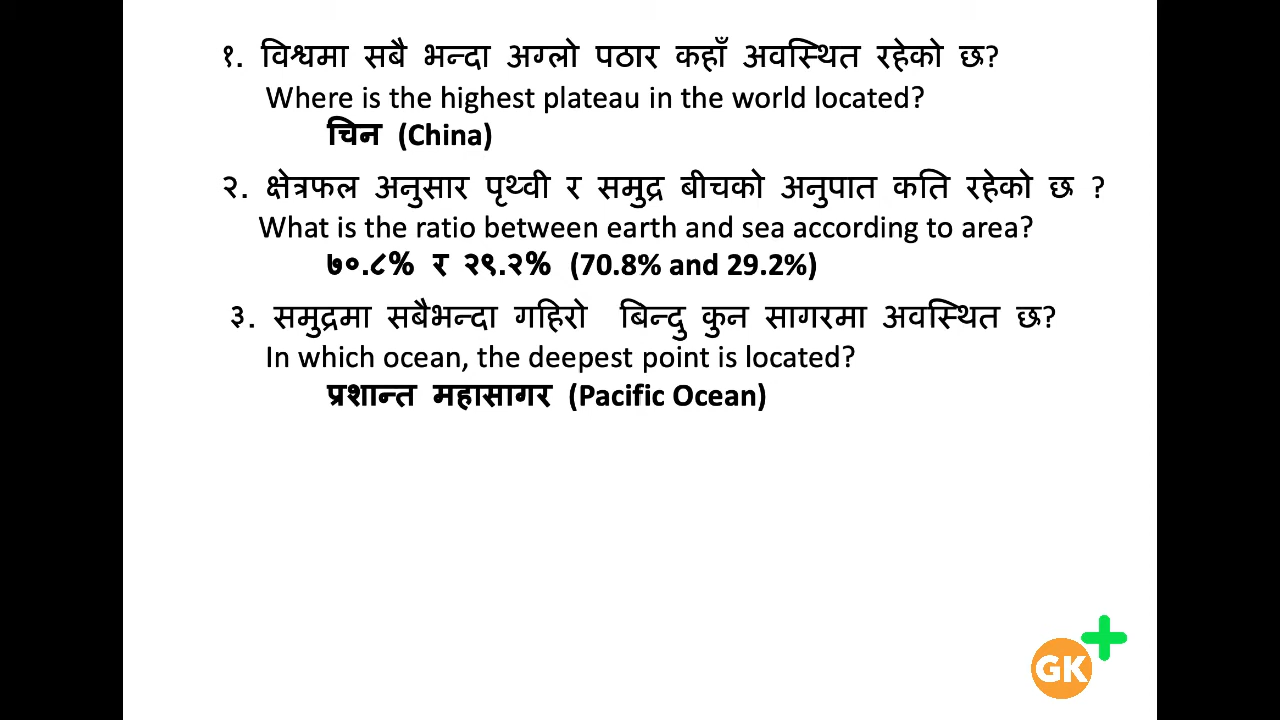 १. विश्वमा सबै भन्दा अग्लो पठार कहाँ अवस्थित रहेको छ?
Where is the highest plateau in the world located?
चिन (China)
२. क्षेत्रफल अनुसार पृथ्वी र समुद्र बीचको अनुपात कति रहेको छ ?
What is the ratio between earth and sea according to area?
७०.८% र २९.२% (70.8% and 29.2%)
३. समुद्रमा सबैभन्दा गहिरो बिन्दु कुन सागरमा अवस्थित छ?
In which ocean, the deepest point is located?
प्रशान्त महासागर (Pacific Ocean)
GK